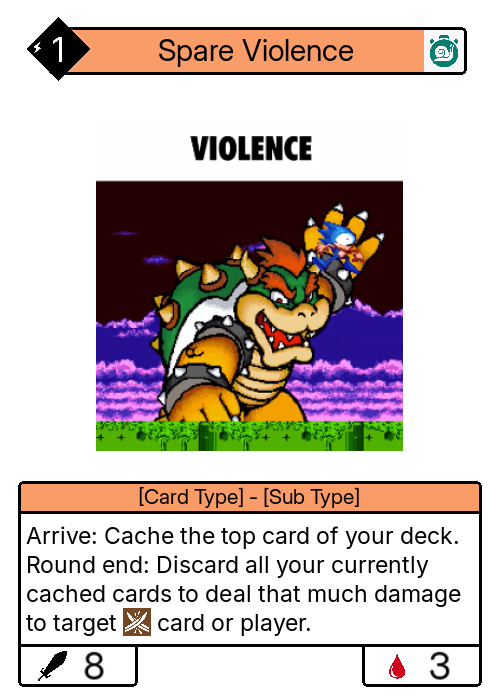 1
Spare Violence
VIOLENCE
[Card Type] - [Sub Type]
Arrive: Cache the top card of your deck.
Round end: Discard all your currently
cached cards to deal that much damage
to target card or player.
8
3